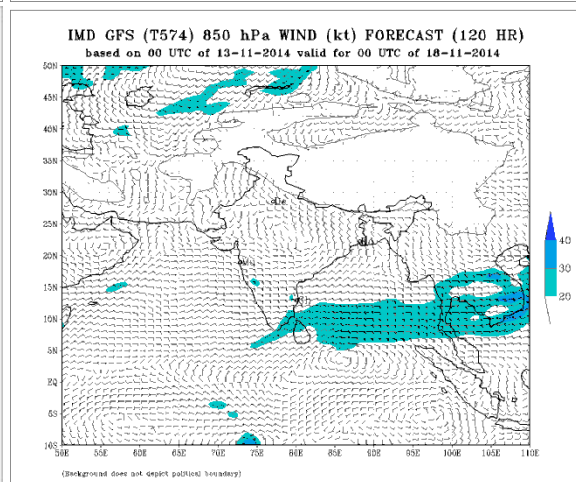 IMD GFS (T574) 850 hPa WIND (kt) FORECAST (120 HR)
based on 00 UTC of 13-11-2014 valid for 00 UTC of 18-11-2014
50N
45N
40N
35N
30N
25N
20N
15N
10N
5N
5S
10S
40
30
20
50E 55E 60E 65E 70E 75E 80E 85E 90E 95E 100E 105E 110E
(Background does not depict political boundary)